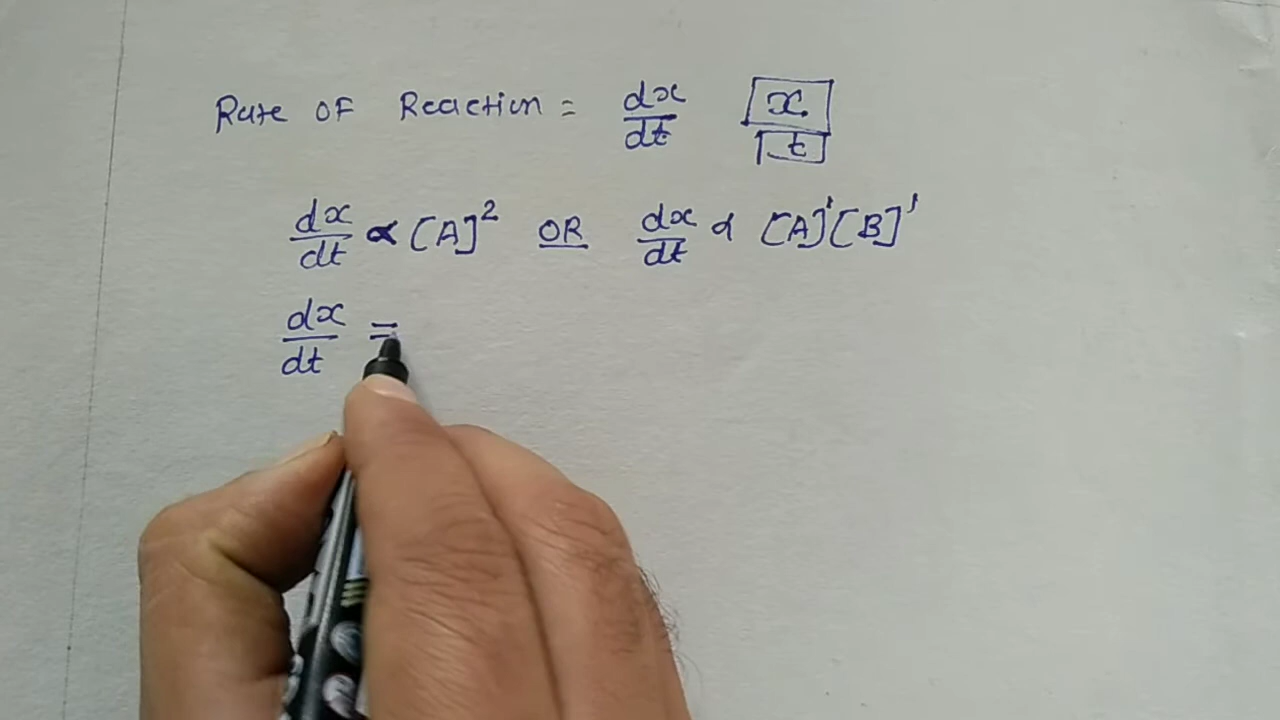 Rate OF Reaction = dx/dt x/t
dx/dt ∝ [A]² OR dx/dt ∝ [A]¹[B]¹
dx/dt =